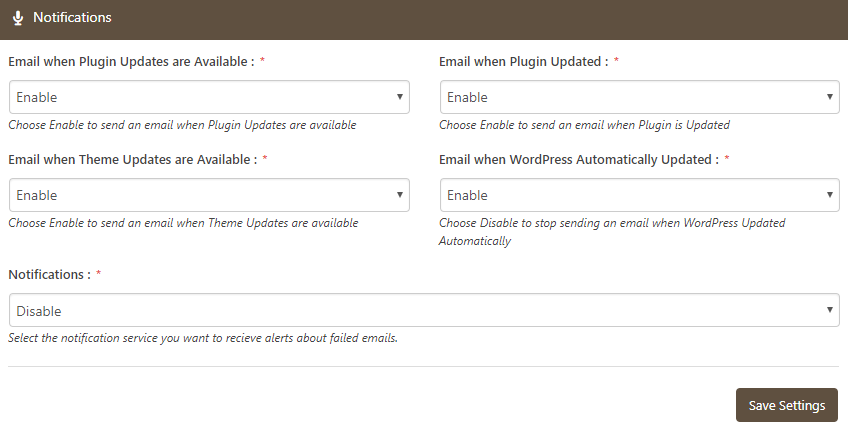 Notifications
Email when Plugin Updates are Available : *
Enable
Choose Enable to send an email when Plugin Updates are available
Email when Plugin Updated : *
Enable
Choose Enable to send an email when Plugin is Updated
Email when Theme Updates are Available : *
Enable
Choose Enable to send an email when Theme Updates are available
Email when WordPress Automatically Updated : *
Enable
Choose Disable to stop sending an email when WordPress Updated
Automatically
Notifications : *
Disable
Select the notification service you want to recieve alerts about failed emails.
Save Settings